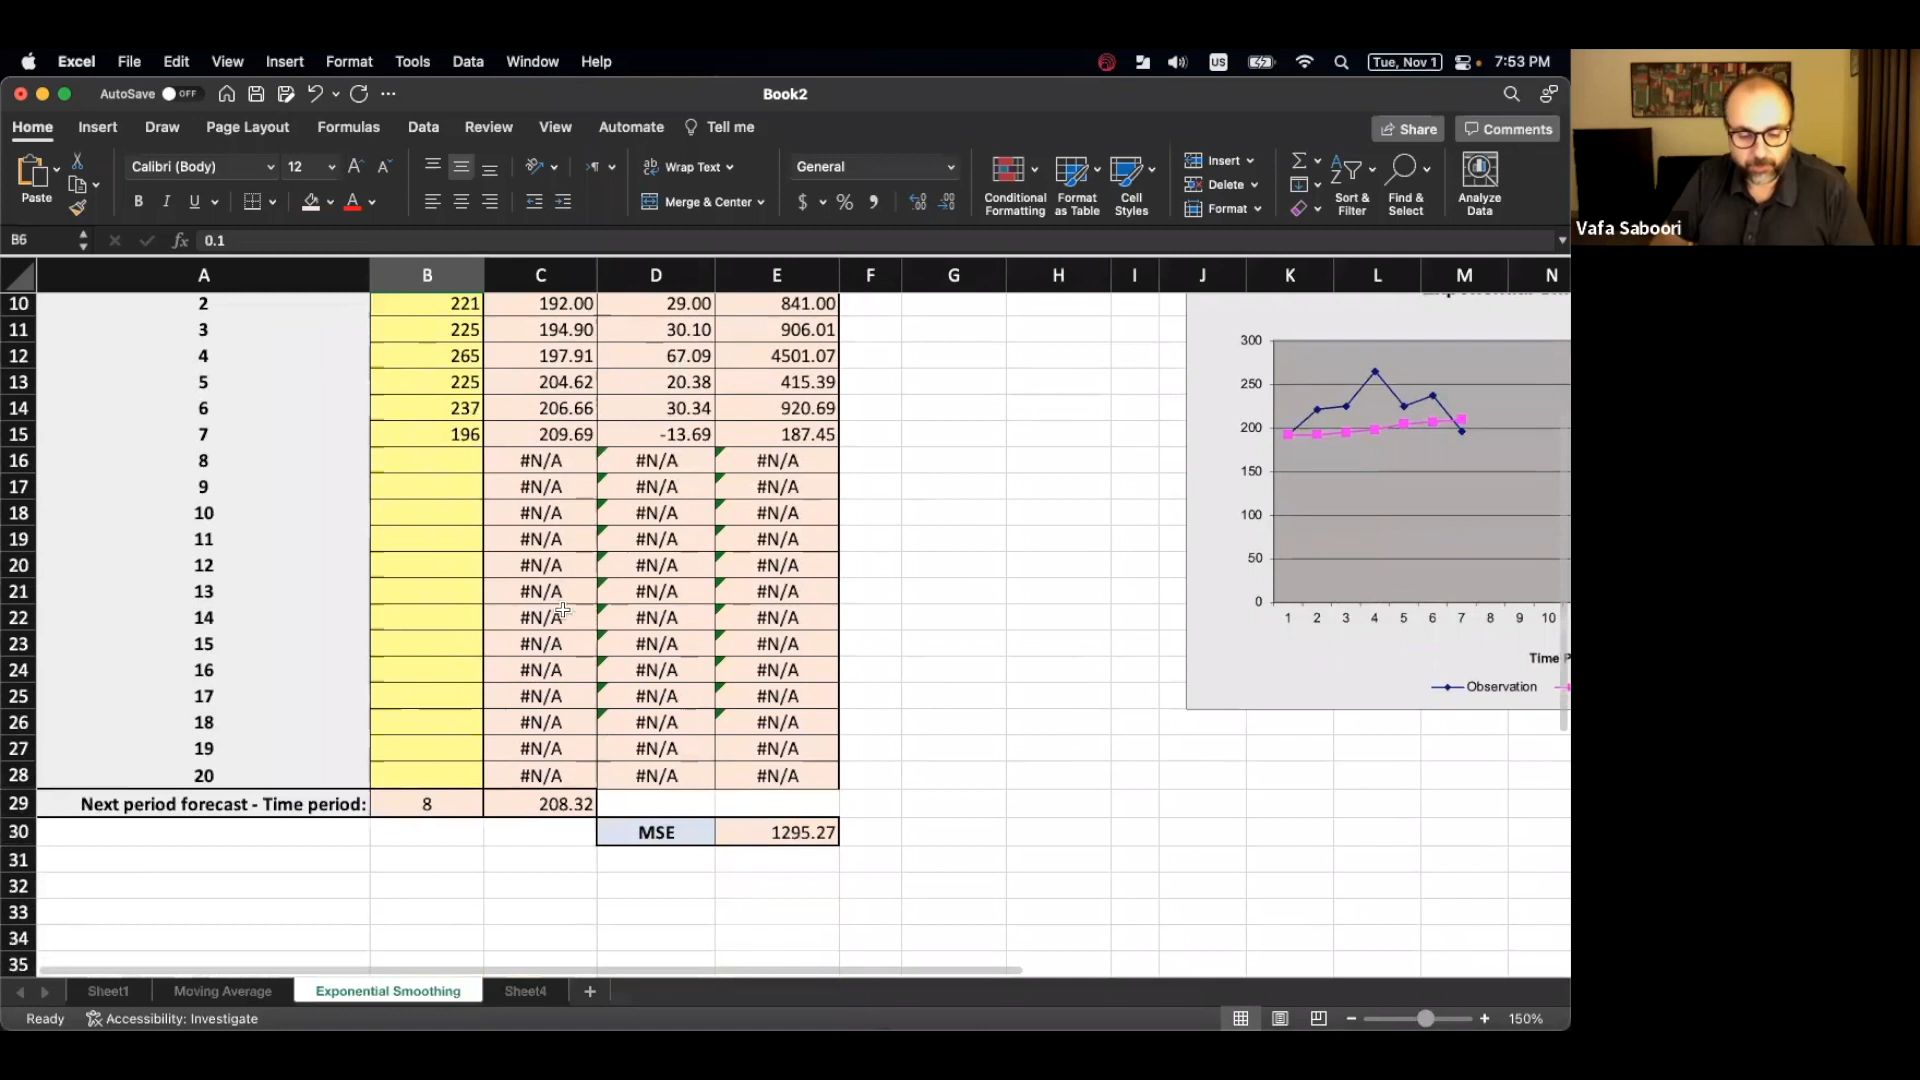 Excel File Edit View Insert Format Tools Data Window Help US Tue, Nov 1 7:53 PM
AutoSave OFF Book2
Home Insert Draw Page Layout Formulas Data Review View Automate Tell me Share Comments
Paste Calibri (Body) 12 A A ab c Wrap Text General Conditional Formatting Format as Table Cell Styles Insert Sort & Filter Find & Select Analyze Data
B I U A Merge & Center $ % Delete
Format
B6 fx 0.1
A B C D E F G H I J K L M N
10 2 221 192.00 29.00 841.00
11 3 225 194.90 30.10 906.01
12 4 265 197.91 67.09 4501.07
13 5 225 204.62 20.38 415.39
14 6 237 206.66 30.34 920.69
15 7 196 209.69 -13.69 187.45
16 8 #N/A #N/A #N/A
17 9 #N/A #N/A #N/A
18 10 #N/A #N/A #N/A
19 11 #N/A #N/A #N/A
20 12 #N/A #N/A #N/A
21 13 #N/A #N/A #N/A
22 14 #N/A #N/A #N/A
23 15 #N/A #N/A #N/A
24 16 #N/A #N/A #N/A
25 17 #N/A #N/A #N/A
26 18 #N/A #N/A #N/A
27 19 #N/A #N/A #N/A
28 20 #N/A #N/A #N/A
29 Next period forecast - Time period: 8 208.32
30 MSE 1295.27
31
32
33
34
35
300
250
200
150
100
50
0
1 2 3 4 5 6 7 8 9 10
Time
Observation
Sheet1 Moving Average Exponential Smoothing Sheet4 +
Ready Accessibility: Investigate 150%
Vafa Saboori